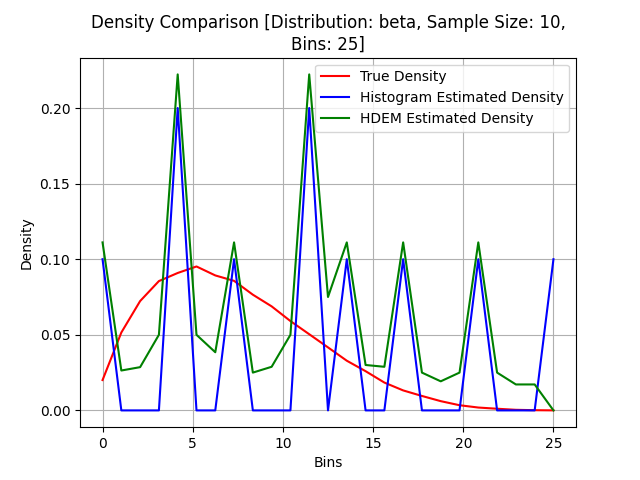 Density Comparison [Distribution: beta, Sample Size: 10,
Bins: 25]
True Density
Histogram Estimated Density
HDEM Estimated Density
Density
0.20
0.15
0.10
0.05
0.00
0
5
10
15
20
25
Bins